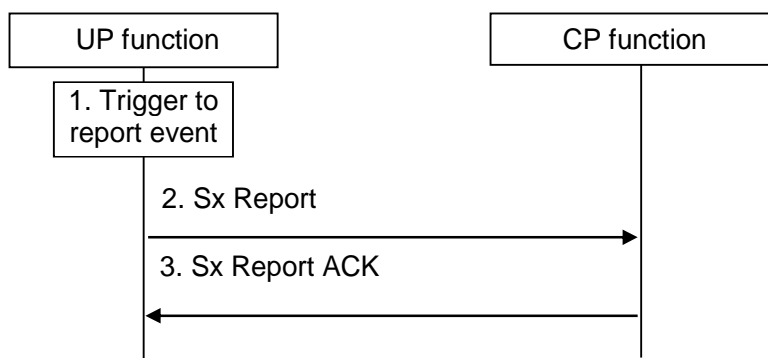 UP function
CP function
1. Trigger to
report event
2. Sx Report
3. Sx Report ACK